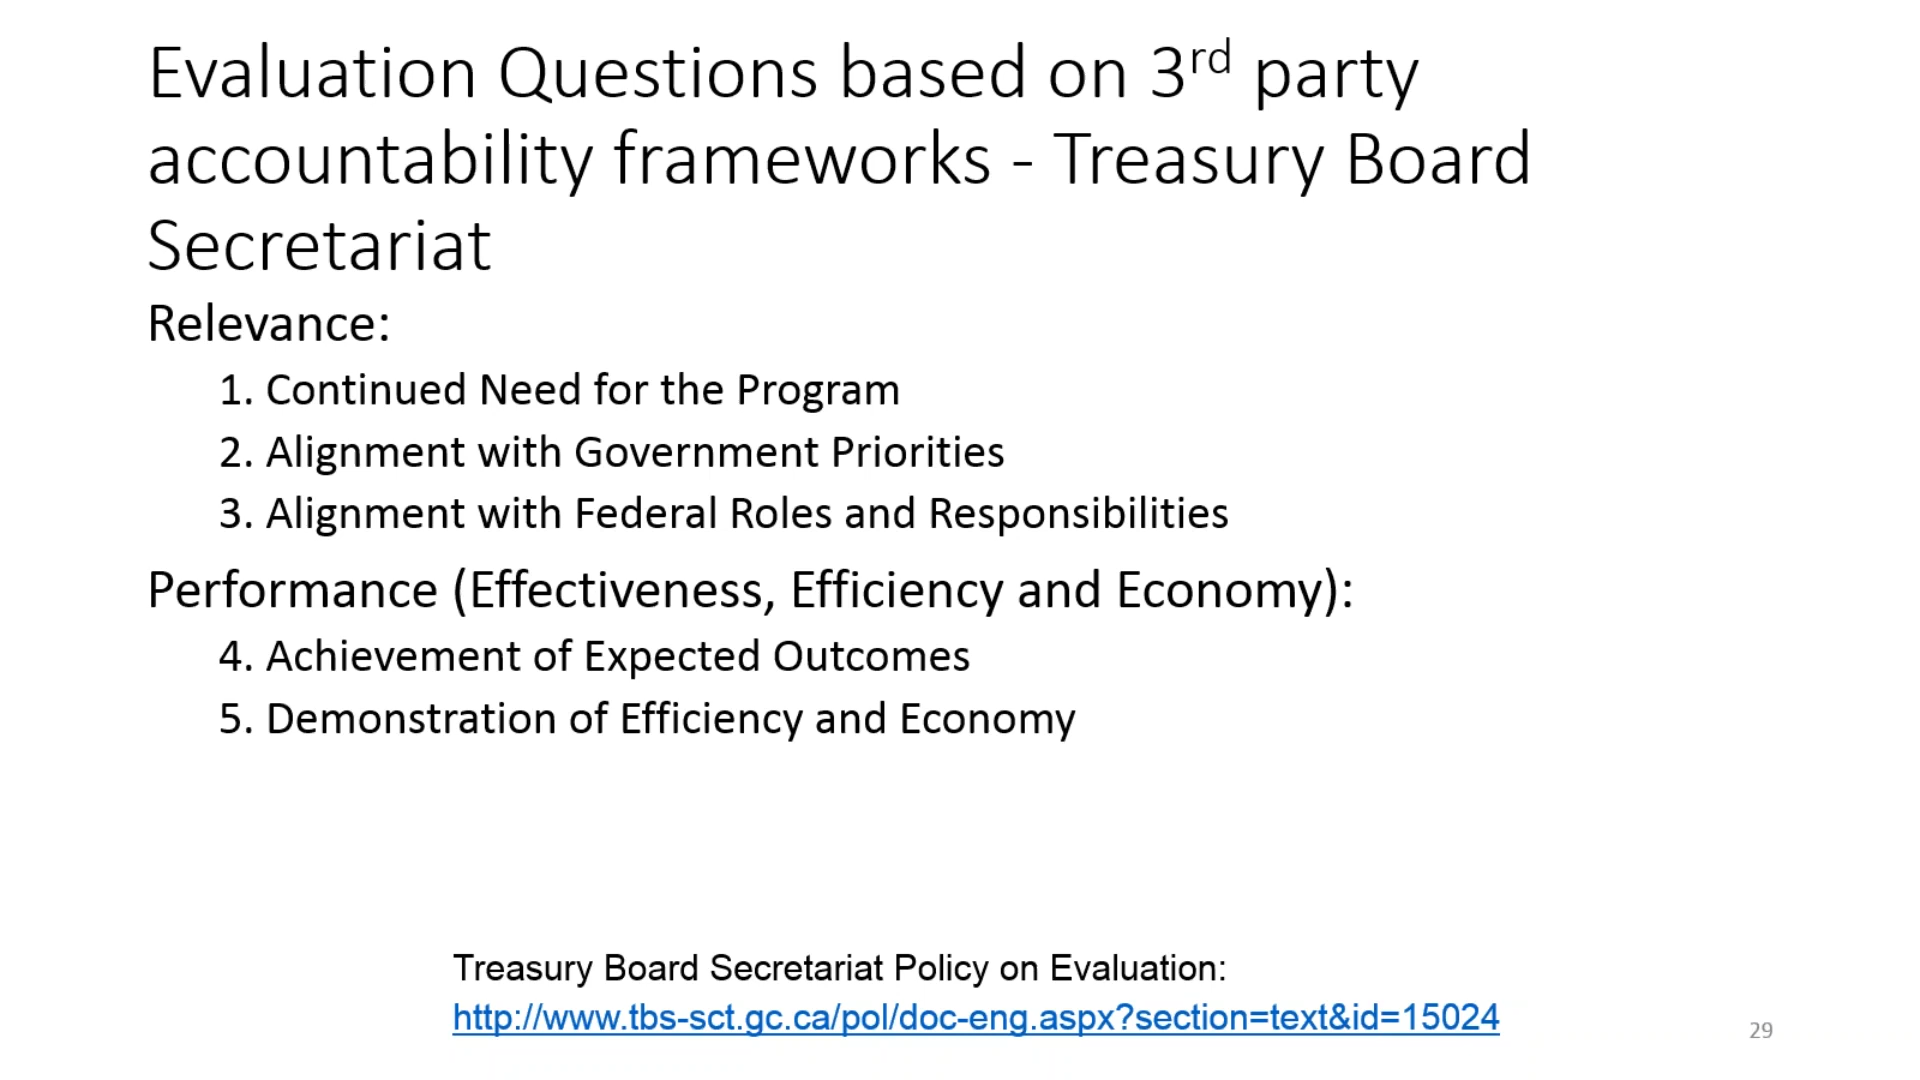 Evaluation Questions based on 3rd party
accountability frameworks - Treasury Board
Secretariat
Relevance:
1. Continued Need for the Program
2. Alignment with Government Priorities
3. Alignment with Federal Roles and Responsibilities
Performance (Effectiveness, Efficiency and Economy):
4. Achievement of Expected Outcomes
5. Demonstration of Efficiency and Economy
Treasury Board Secretariat Policy on Evaluation:
http://www.tbs-sct.gc.ca/pol/doc-eng.aspx?section=text&id=15024
29